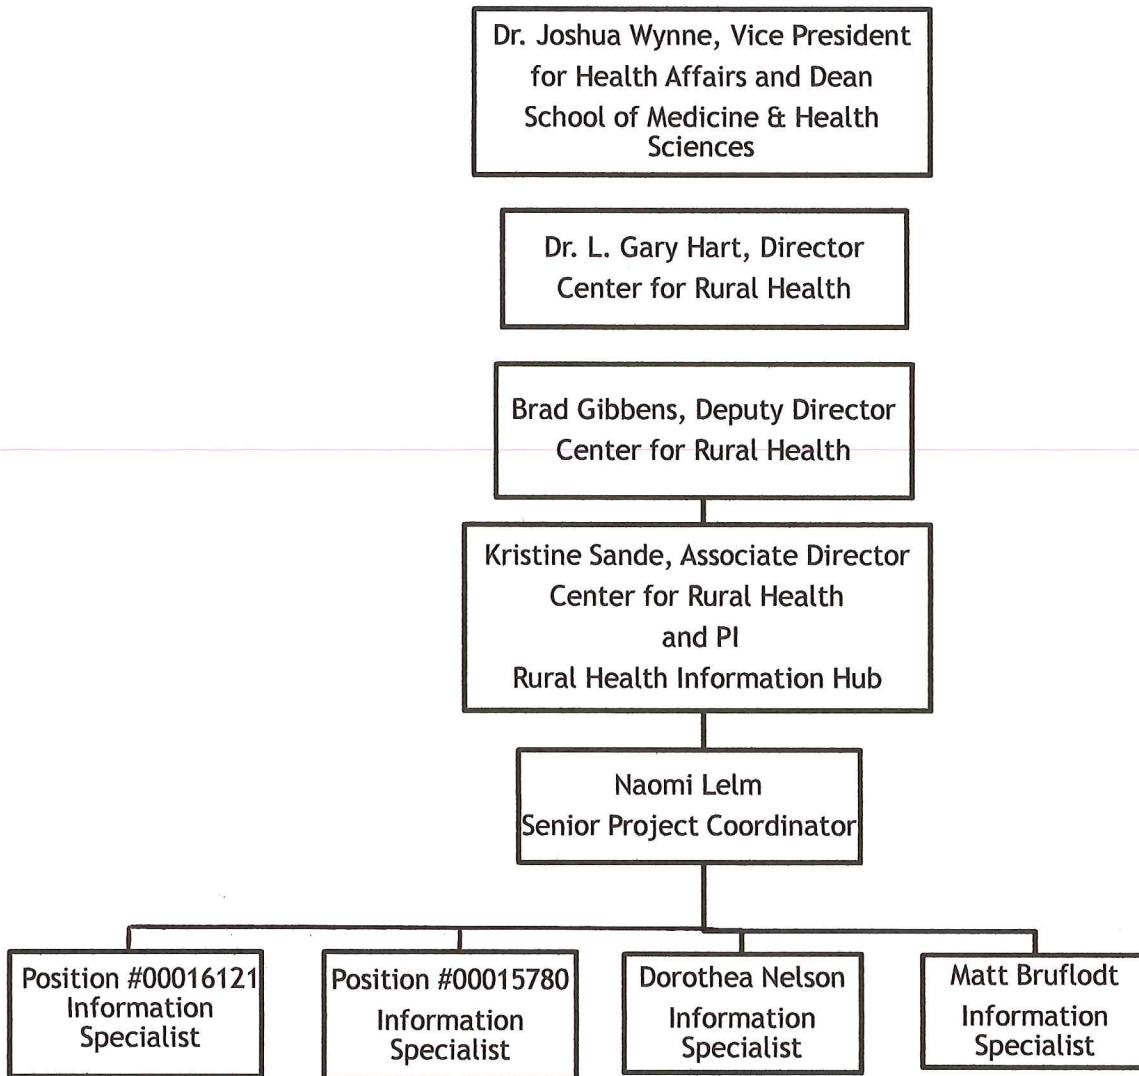 Dr. Joshua Wynne, Vice President
for Health Affairs and Dean
School of Medicine & Health
Sciences
Dr. L. Gary Hart, Director
Center for Rural Health
Brad Gibbens, Deputy Director
Center for Rural Health
Kristine Sande, Associate Director
Center for Rural Health
and PI
Rural Health Information Hub
Naomi Lelm
Senior Project Coordinator
Position #00016121
Information
Specialist
Position #00015780
Information
Specialist
Dorothea Nelson
Information
Specialist
Matt Bruflodt
Information
Specialist